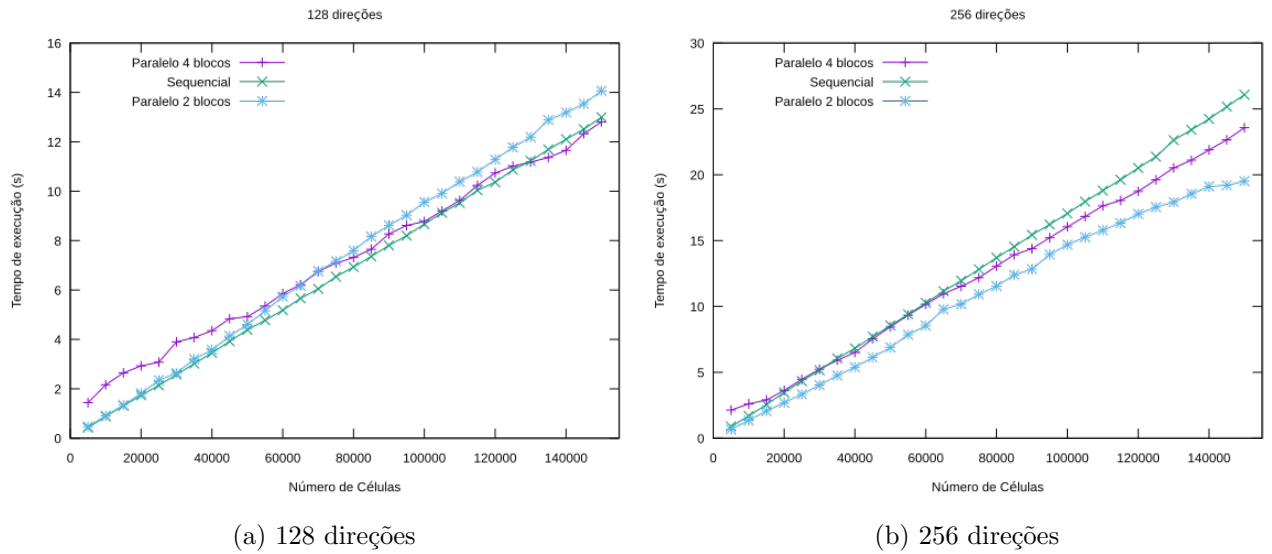 128 direções
16
14
12
10
8
6
4
2
0
Tempo de execução (s)
Paralelo 4 blocos
Sequencial
Paralelo 2 blocos
0 20000 40000 60000 80000 100000 120000 140000
Número de Células
(a) 128 direções
256 direções
30
25
20
15
10
5
0
Tempo de execução (s)
Paralelo 4 blocos
Sequencial
Paralelo 2 blocos
0 20000 40000 60000 80000 100000 120000 140000
Número de Células
(b) 256 direções